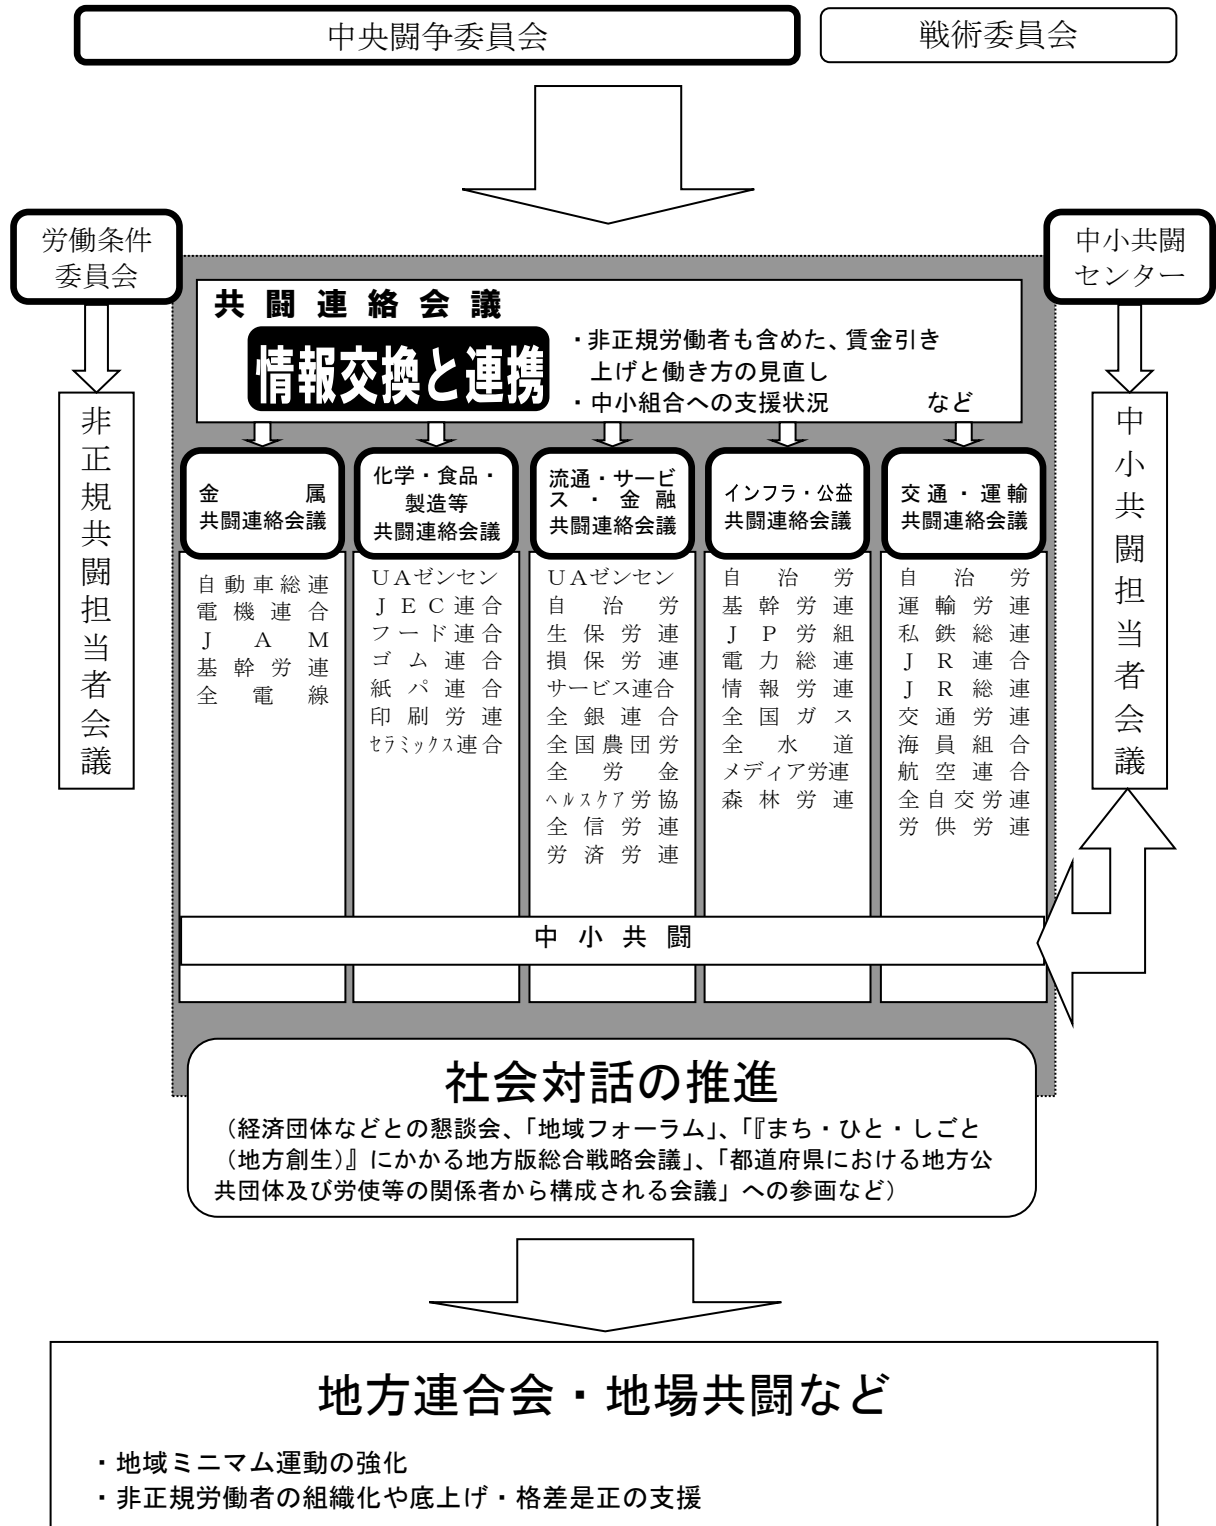 中央闘争委員会
戦術委員会
労働条件
委員会
中小共闘
センター
共闘連絡会議
情報交換と連携
・非正規労働者も含めた、賃金引き
上げと働き方の見直し
・中小組合への支援状況 など
非正規共闘担当者会議
中小共闘担当者会議
金属
共闘連絡会議
自動車総連
電機連合
JAM
基幹労連
全電線
化学・食品・
製造等
共闘連絡会議
UAゼンセン
JEC連合
フード連合
ゴム連合
紙パ連合
印刷労連
セラミックス連合
流通・サービ
ス・金融
共闘連絡会議
UAゼンセン
自治労
生保労連
損保労連
サービス連合
全銀連合
全国農団労
全労金
ヘルスケア労協
全信労連
労済労連
インフラ・公益
共闘連絡会議
自治労
基幹労連
JP労組
電力総連
情報労連
全国ガス
全水道
メディア労連
森林労連
交通・運輸
共闘連絡会議
自治労
運輸労連
私鉄総連
JR連合
JR総連
交通労連
海員組合
航空連合
全自交労連
労供労連
中小共闘
社会対話の推進
(経済団体などとの懇談会、「地域フォーラム」、「『まち・ひと・しごと
(地方創生)』にかかる地方版総合戦略会議」、「都道府県における地方公
共団体及び労使等の関係者から構成される会議」への参画など)
地方連合会・地場共闘など
・地域ミニマム運動の強化
・非正規労働者の組織化や底上げ・格差是正の支援